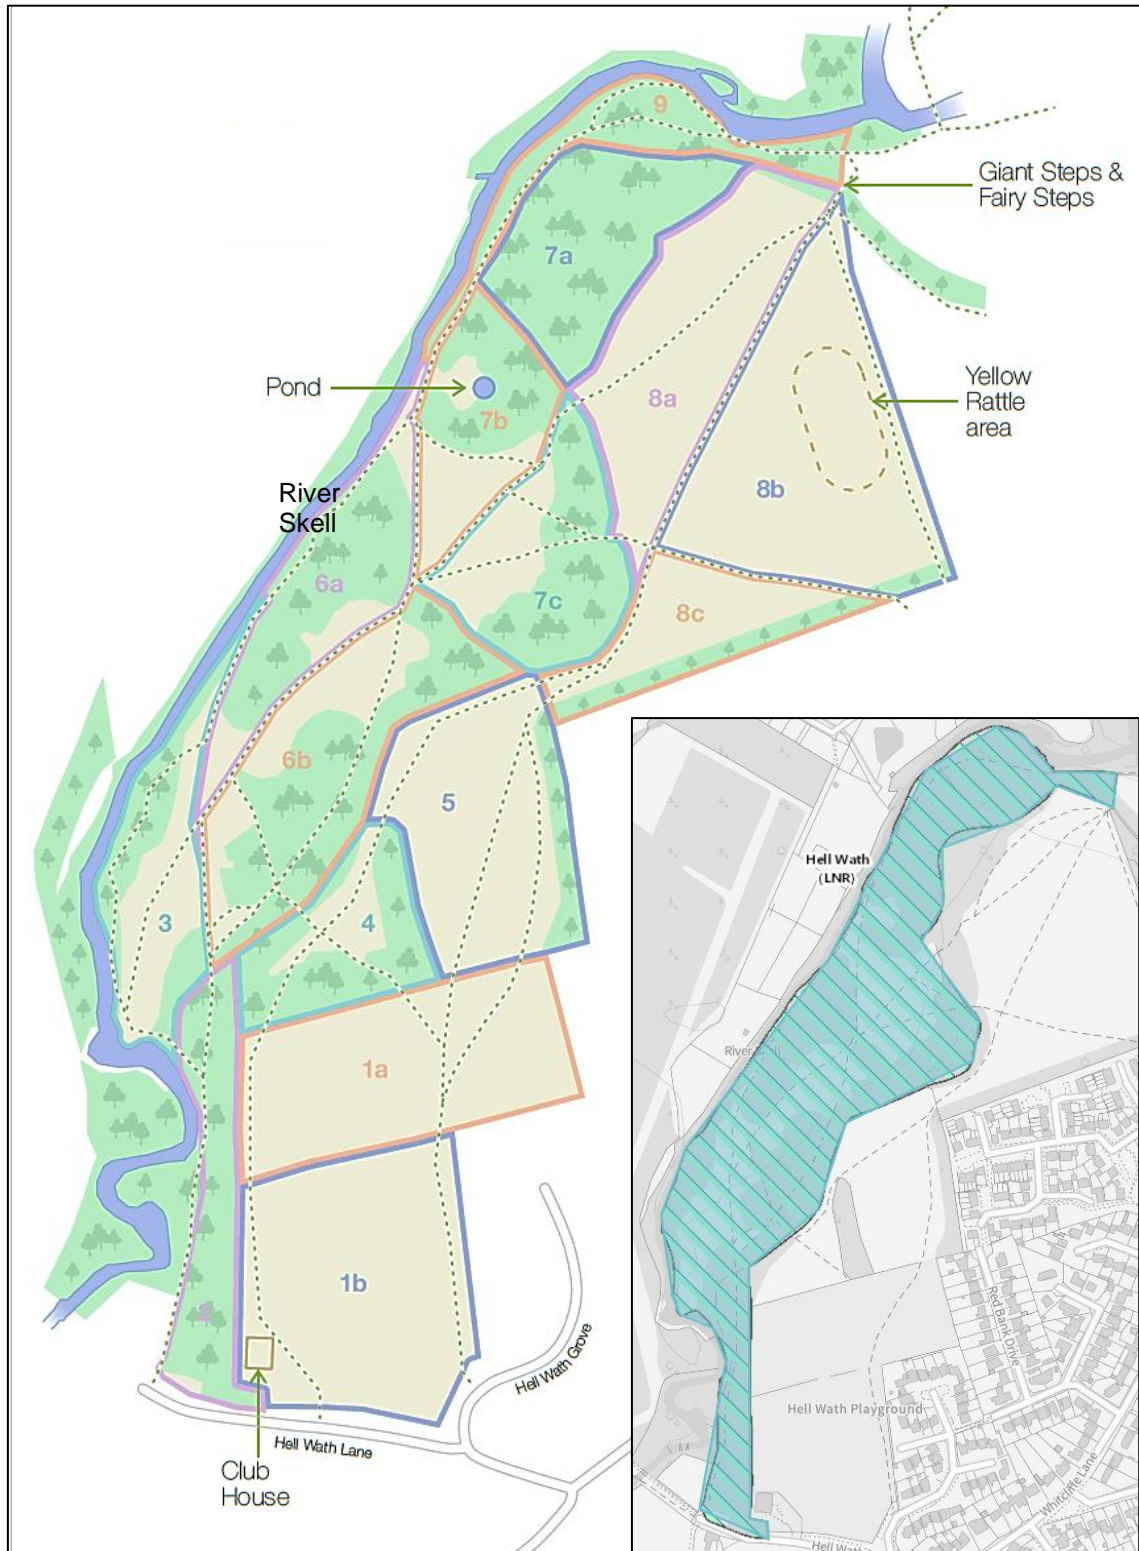 9
Giant Steps &
Fairy Steps
7a
Pond
7b
8a
Yellow
Rattle
area
River
Skell
8b
6a
7c
8c
6b
5
3
4
1a
1b
Hell Wath Grove
Hell Wath Lane
Club
House
Hell Wath
(LNR)
Red Bank Drive
Hell Wath Playground
Whitcliffe Lane
Hell Wath